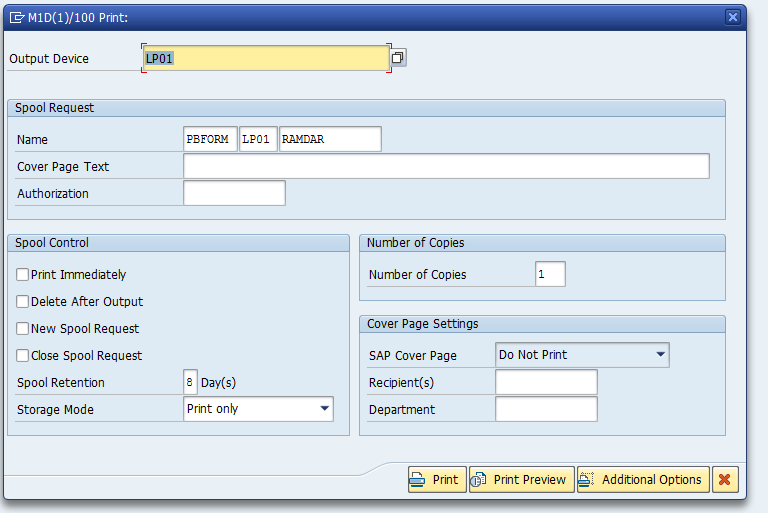 M1D(1)/100 Print:
Output Device LP01
Spool Request
Name PBFORM LP01 RAMDAR
Cover Page Text
Authorization
Spool Control
Print Immediately
Delete After Output
New Spool Request
Close Spool Request
Spool Retention 8 Day(s)
Storage Mode Print only
Number of Copies
Number of Copies 1
Cover Page Settings
SAP Cover Page Do Not Print
Recipient(s)
Department
Print Print Preview Additional Options